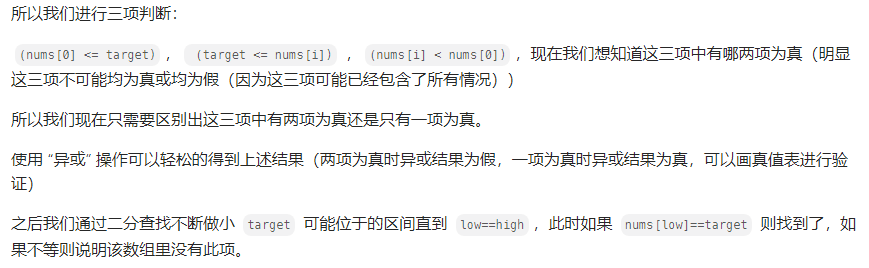 所以我们进行三项判断：
(nums[0] <= target) ， (target <= nums[i]) ，(nums[i] < nums[0]) ，现在我们想知道这三项中有哪两项为真（明显
这三项不可能均为真或均为假（因为这三项可能已经包含了所有情况））
所以我们现在只需要区别出这三项中有两项为真还是只有一项为真。
使用 “异或” 操作可以轻松的得到上述结果（两项为真时异或结果为假，一项为真时异或结果为真，可以画真值表进行验
证）
之后我们通过二分查找不断做小 target 可能位于的区间直到 low==high ，此时如果 nums[low]==target 则找到了，如
果不等则说明该数组里没有此项。